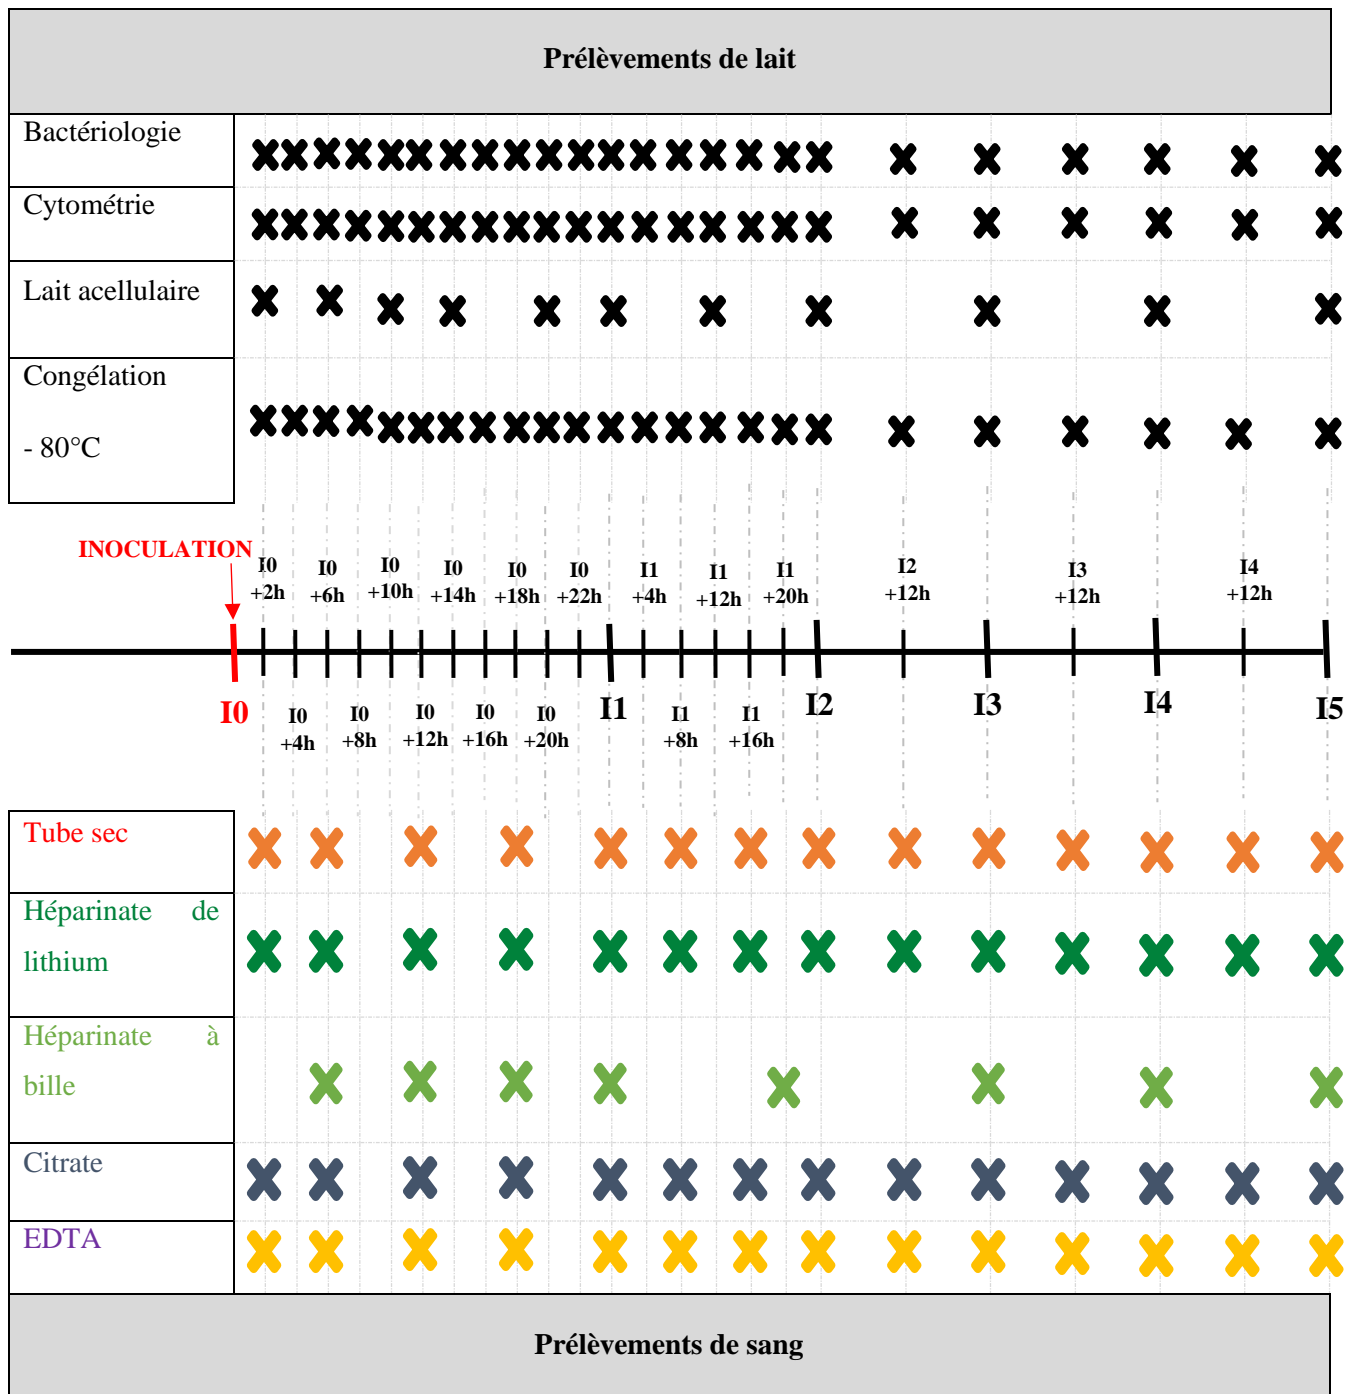 Prélèvements de lait
Bactériologie
Cytométrie
Lait acellulaire
Congélation
- 80°C
INOCULATION
I0
+2h
I0
+6h
I0
+10h
I0
+14h
I0
+18h
I0
+22h
I1
+4h
I1
+12h
I1
+20h
I2
+12h
I3
+12h
I4
+12h
I0
I0
+4h
I0
+8h
I0
+12h
I0
+16h
I0
+20h
I1
I1
+8h
I1
+16h
I2
I3
I4
I5
Tube sec
Héparinate de
lithium
Héparinate à
bille
Citrate
EDTA
Prélèvements de sang